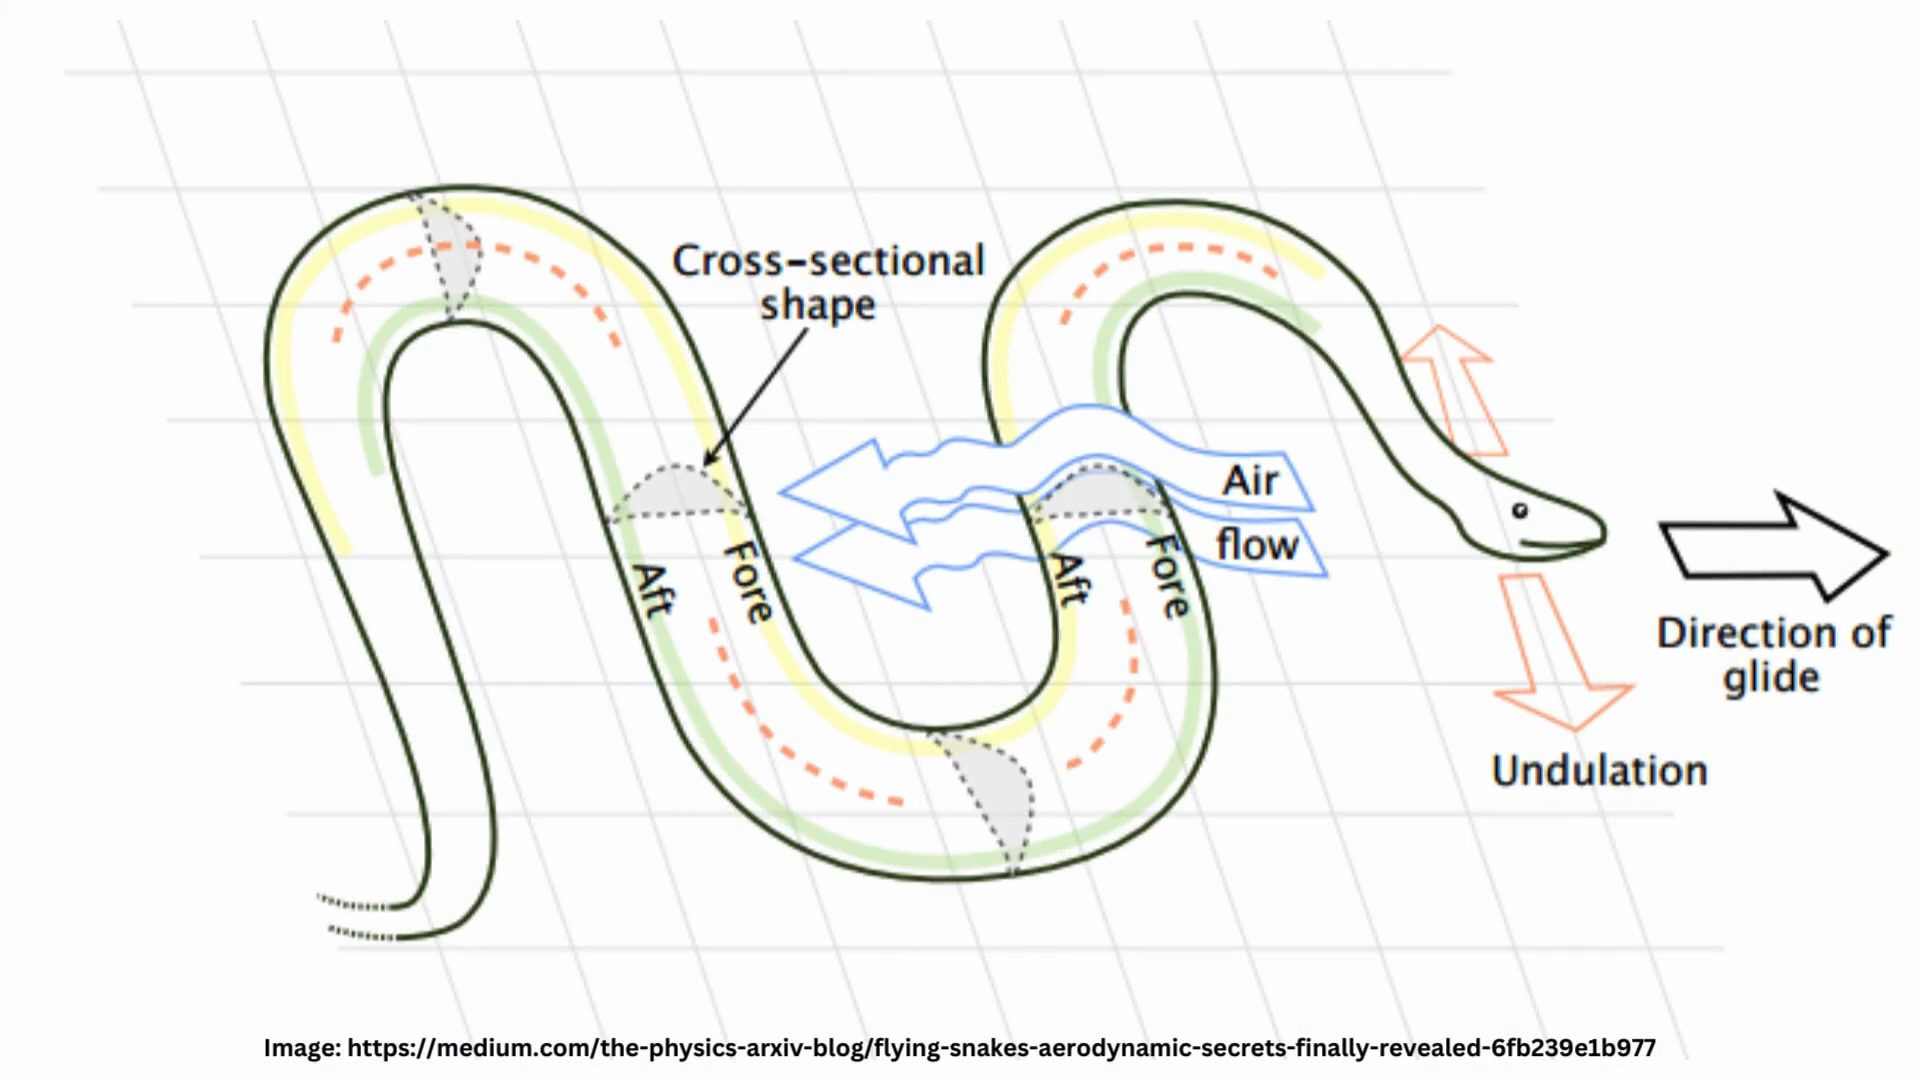 Cross-sectional
shape
Air
flow
Aft
Fore
Aft
Fore
Direction of
glide
Undulation
Image: https://medium.com/the-physics-arxiv-blog/flying-snakes-aerodynamic-secrets-finally-revealed-6fb239e1b977